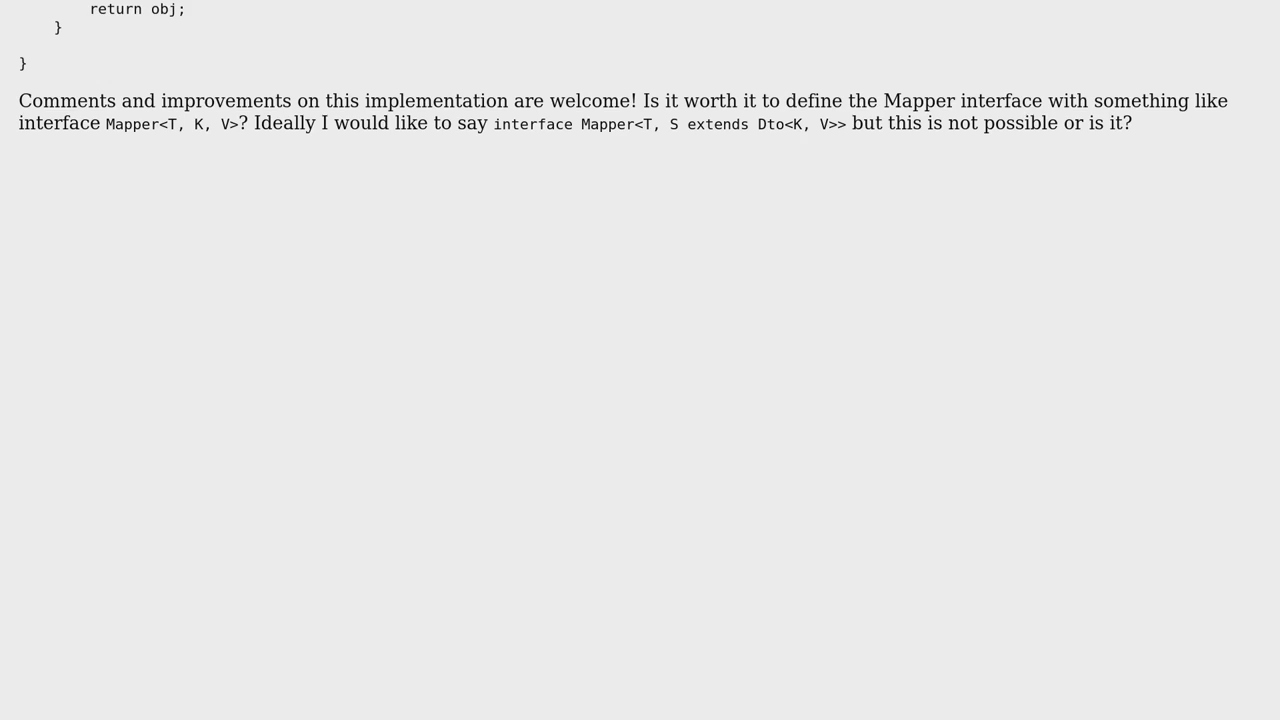 return obj;
}
}
Comments and improvements on this implementation are welcome! Is it worth it to define the Mapper interface with something like
interface Mapper<T, K, V>? Ideally I would like to say interface Mapper<T, S extends Dto<K, V>> but this is not possible or is it?